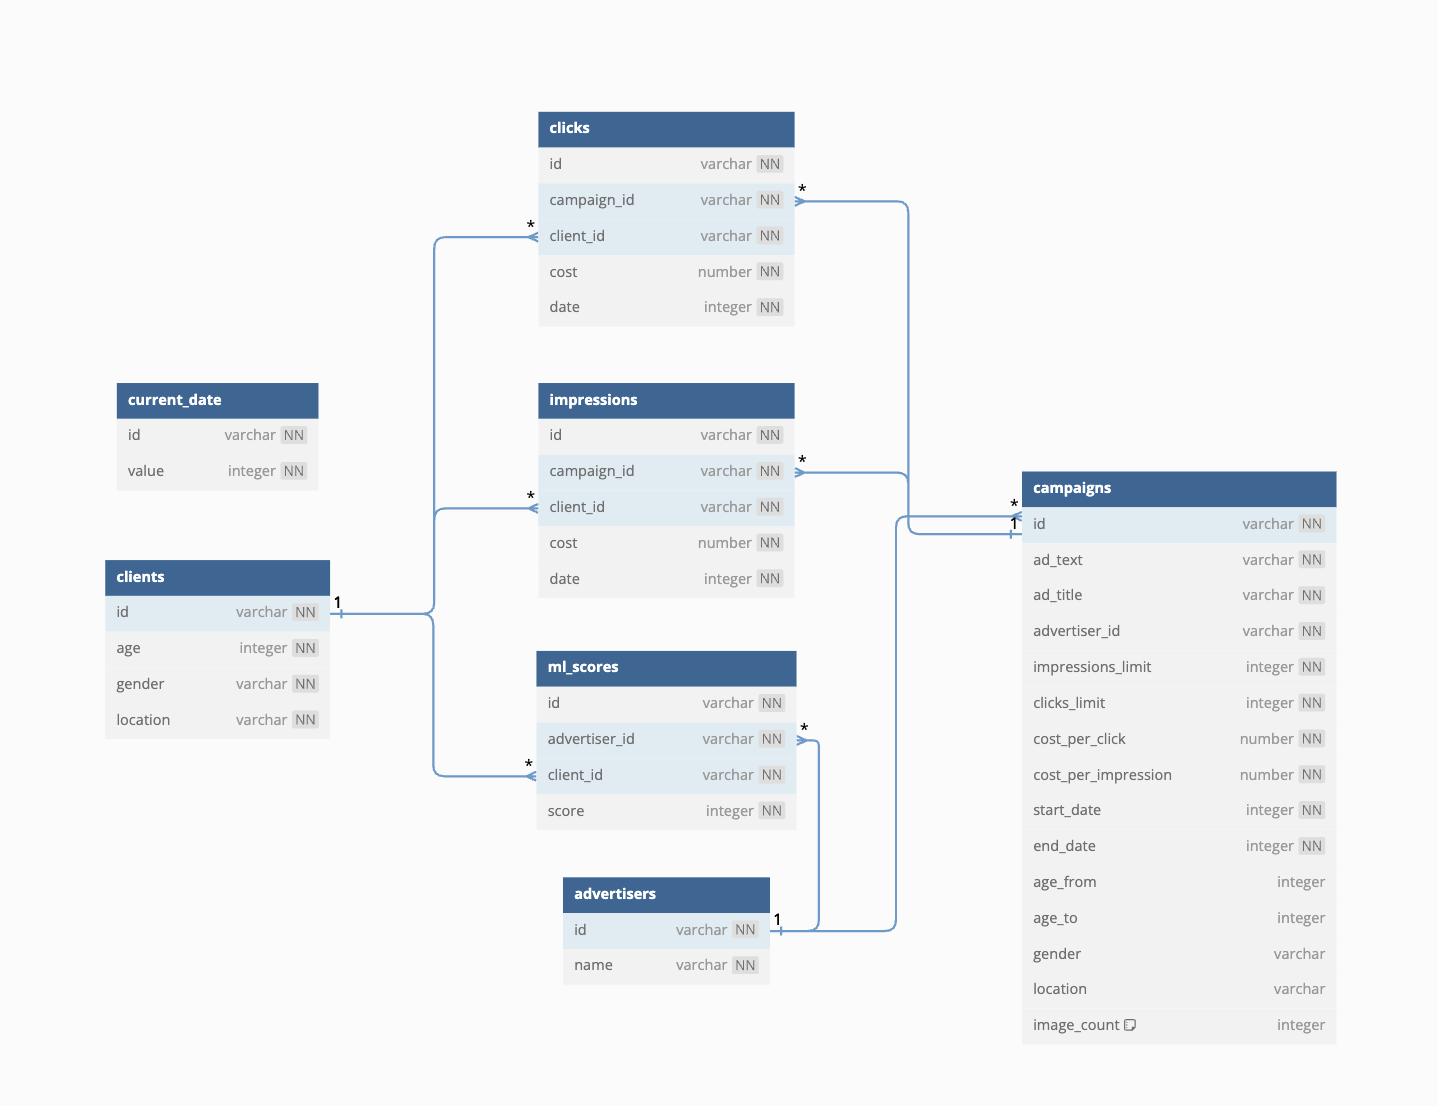 clicks
id varchar NN
campaign_id varchar NN *
* client_id varchar NN
cost number NN
date integer NN
current_date
id varchar NN
value integer NN
impressions
id varchar NN
campaign_id varchar NN *
* client_id varchar NN
cost number NN
date integer NN
clients
id varchar NN 1
age integer NN
gender varchar NN
location varchar NN
ml_scores
id varchar NN
advertiser_id varchar NN *
* client_id varchar NN
score integer NN
advertisers
id varchar NN 1
name varchar NN
campaigns
*
1 id varchar NN
ad_text varchar NN
ad_title varchar NN
advertiser_id varchar NN
impressions_limit integer NN
clicks_limit integer NN
cost_per_click number NN
cost_per_impression number NN
start_date integer NN
end_date integer NN
age_from integer
age_to integer
gender varchar
location varchar
image_count integer